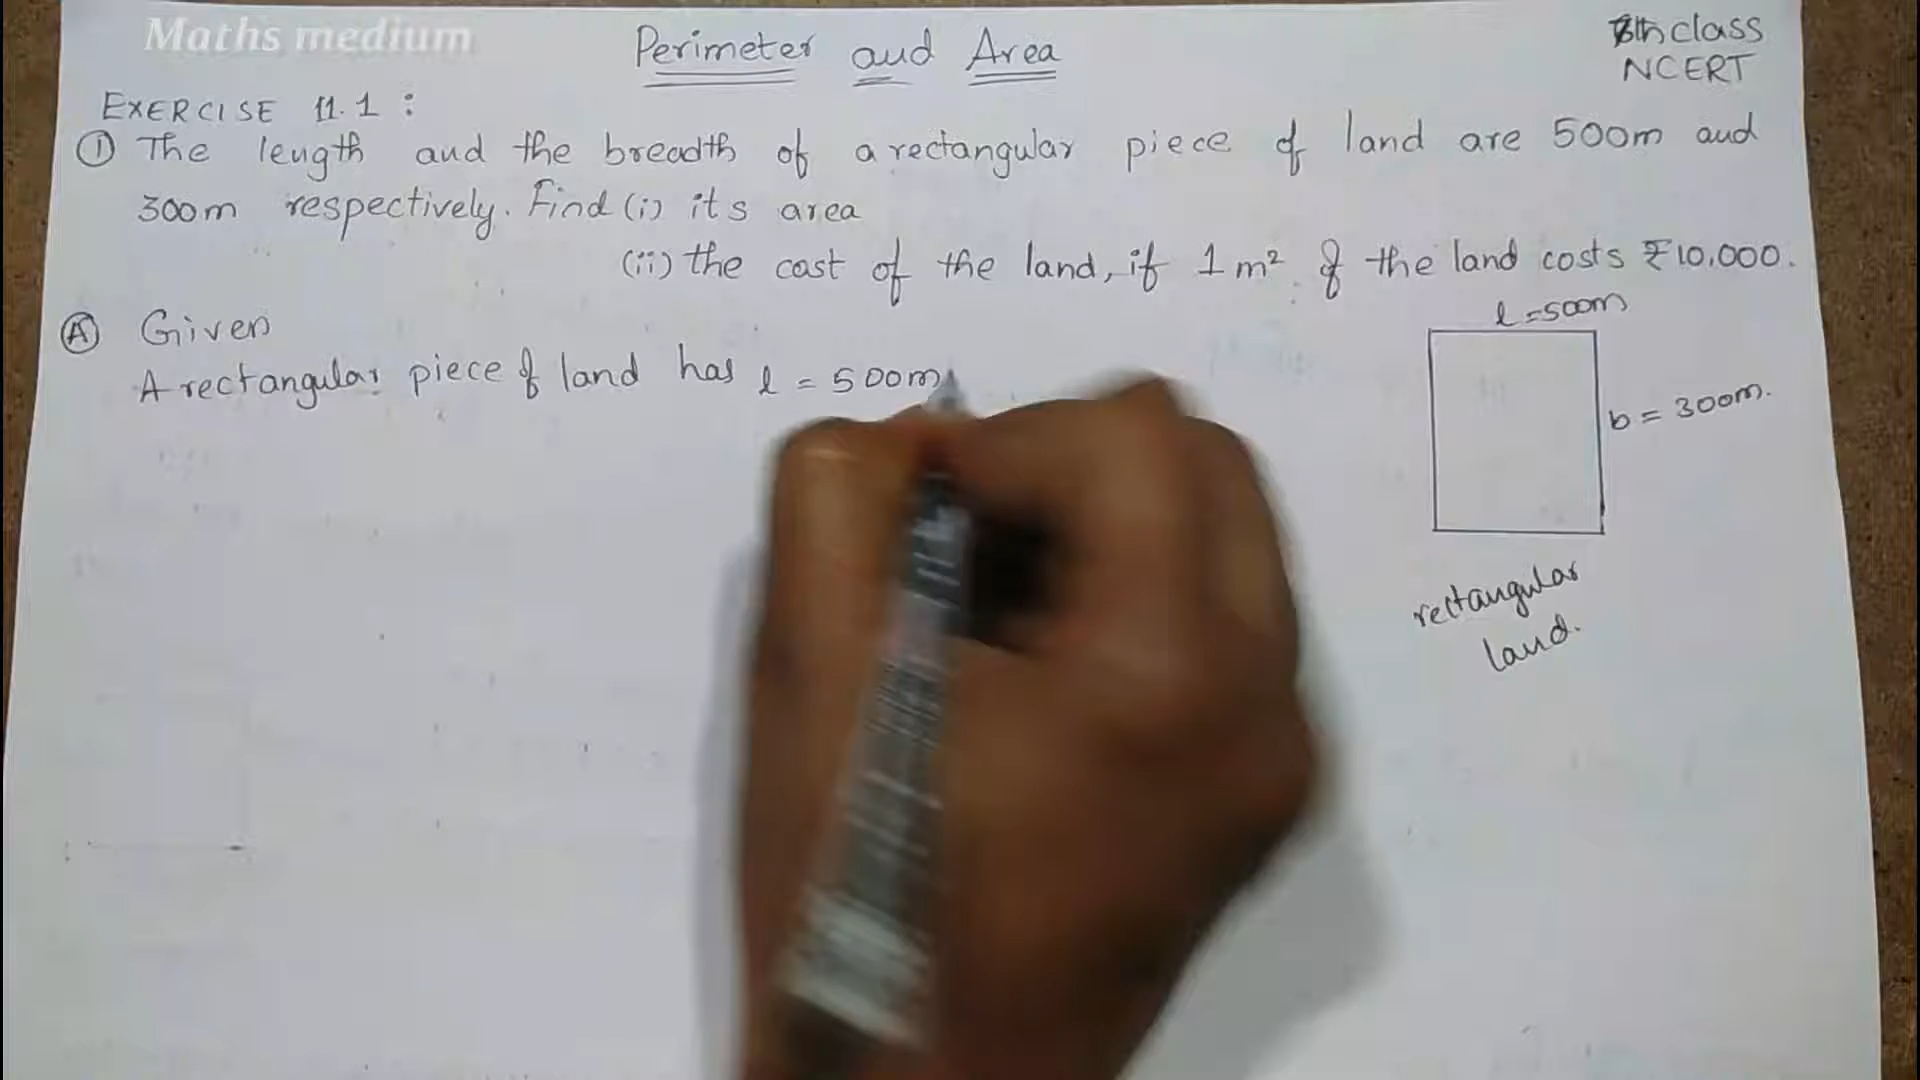 Maths medium
Perimeter and Area
7th class
NCERT
EXERCISE 11.1 :
① The length and the breadth of a rectangular piece of land are 500m and
300m respectively. Find (i) its area
(ii) the cost of the land, if 1 m² of the land costs ₹10,000.
Ⓐ Given
A rectangular piece of land has l = 500m
l = 500m
b = 300m.
rectangular
land.